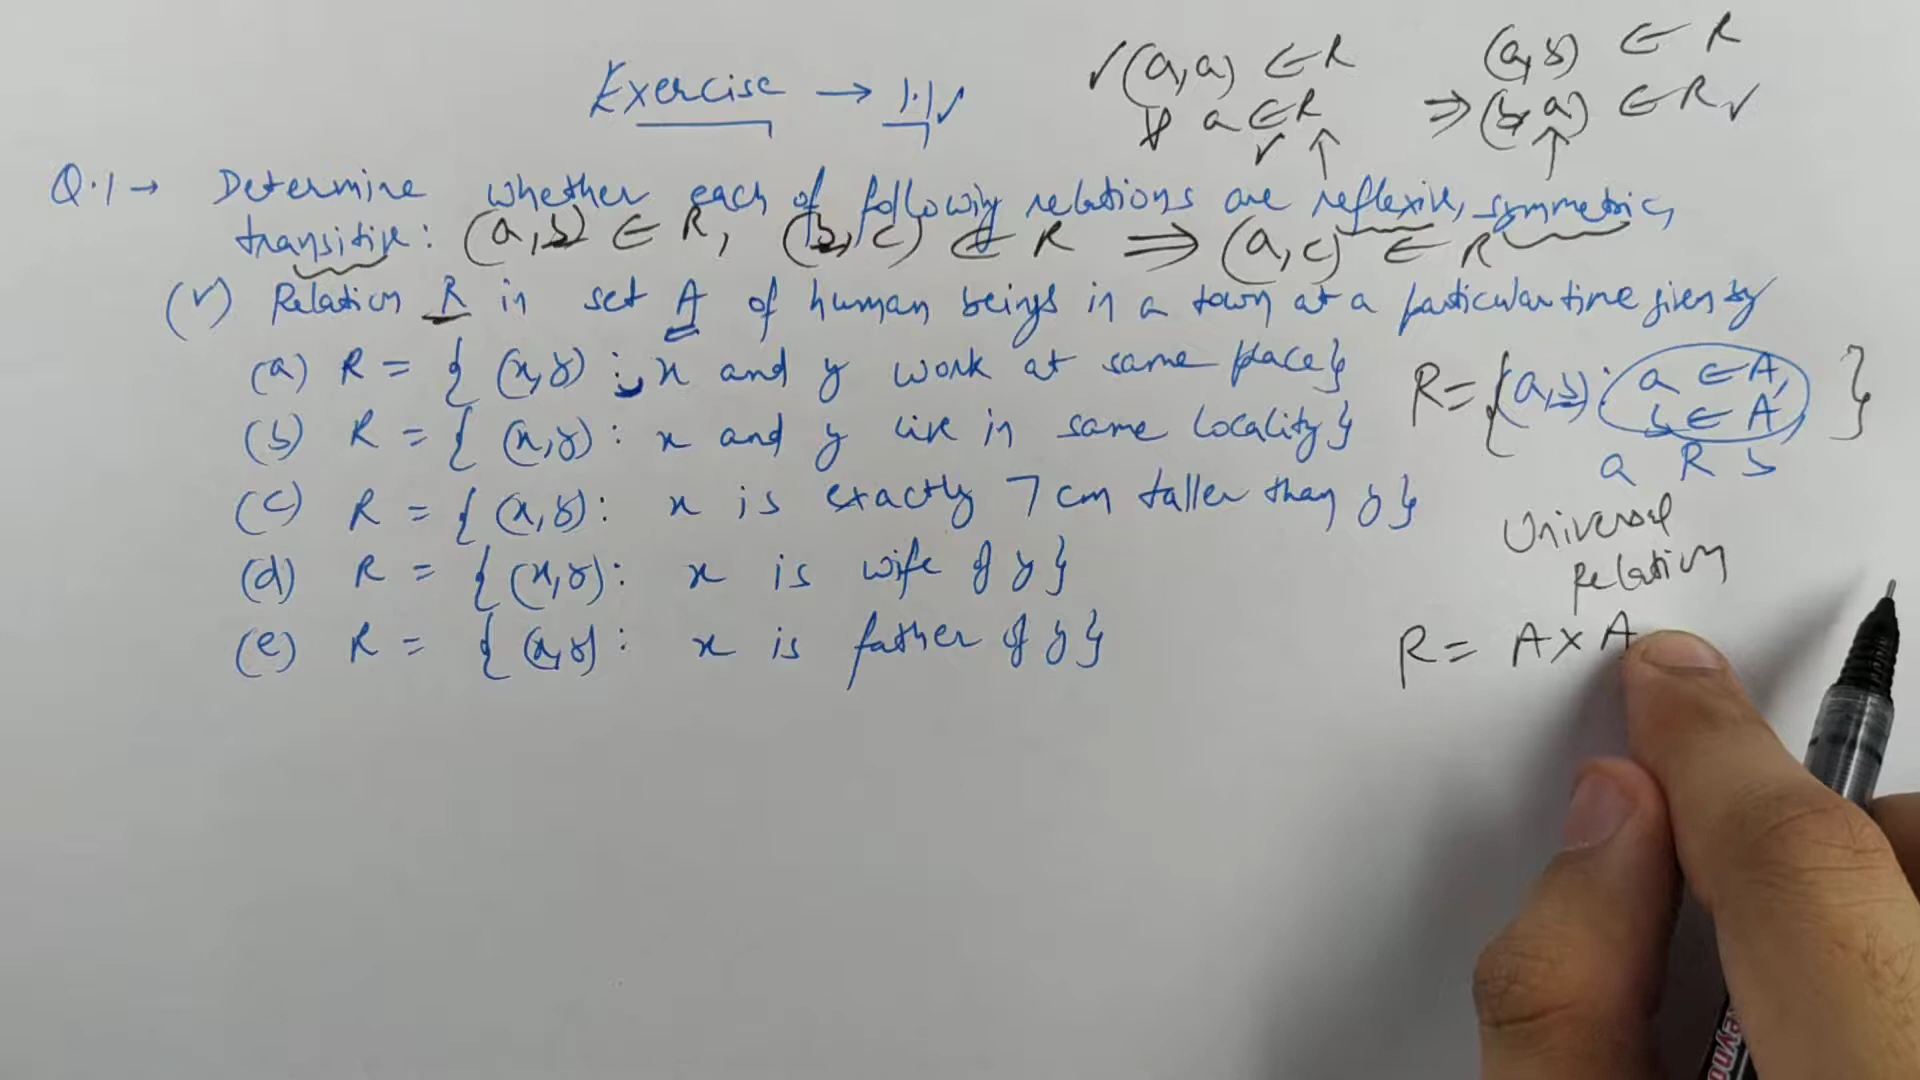 Exercise → 1.1✓
✓(a,a) ∈ R
∀ a ∈ R
(a,b) ∈ R
⇒ (b,a) ∈ R ✓
Q.1 → Determine whether each of following relations are reflexive, symmetric,
transitive: (a,b) ∈ R, (b,c) ∈ R ⇒ (a,c) ∈ R
(v) Relation R in set A of human beings in a town at a particular time given by
(a) R = { (x,y) : x and y work at same place}
(b) R = { (x,y) : x and y live in same locality}
(c) R = { (x,y) : x is exactly 7 cm taller than y}
(d) R = { (x,y) : x is wife of y}
(e) R = { (x,y) : x is father of y}
R = { (a,b) : a ∈ A,
b ∈ A }
a R b
Universal
Relation
R = A × A